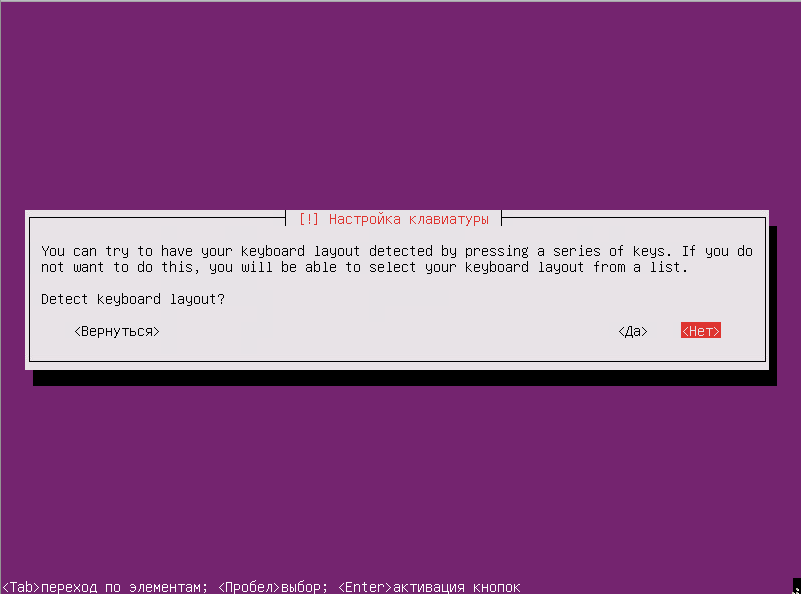 [!] Настройка клавиатуры
You can try to have your keyboard layout detected by pressing a series of keys. If you do
not want to do this, you will be able to select your keyboard layout from a list.
Detect keyboard layout?
<Вернуться> <Да> <Нет>
<Tab>переход по элементам; <Пробел>выбор; <Enter>активация кнопок